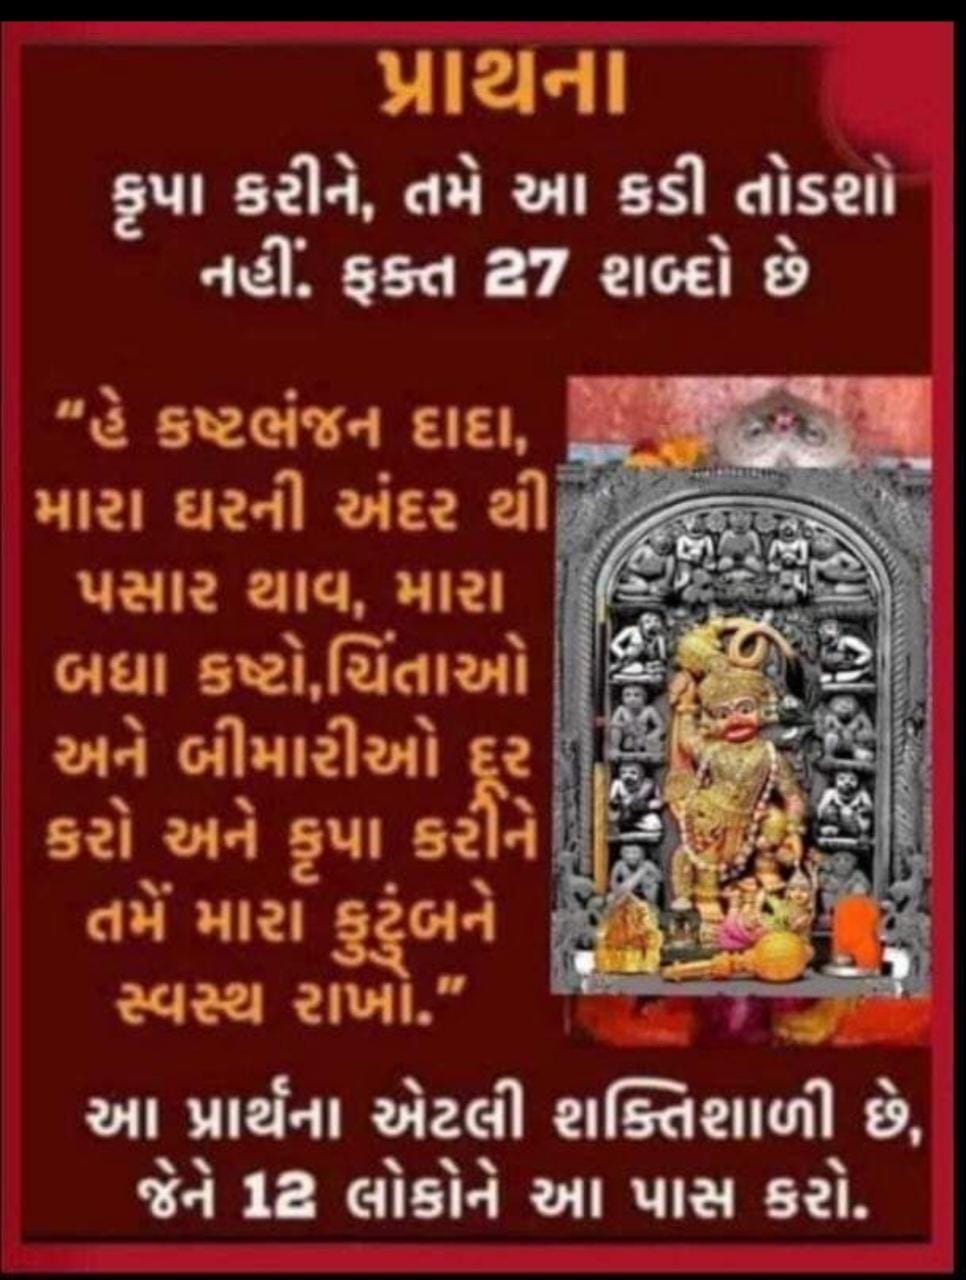 પ્રાથના
કૃપા કરીને, તમે આ કડી તોડશો
નહીં. ફક્ત 27 શબ્દો છે
“હે કષ્ટભંજન દાદા,
મારા ઘરની અંદર થી
પસાર થાવ, મારા
બધા કષ્ટો,ચિંતાઓ
અને બીમારીઓ દૂર
કરો અને કૃપા કરીને
તમેં મારા કુટુંબને
સ્વસ્થ રાખો.”
આ પ્રાર્થના એટલી શક્તિશાળી છે,
જેને 12 લોકોને આ પાસ કરો.